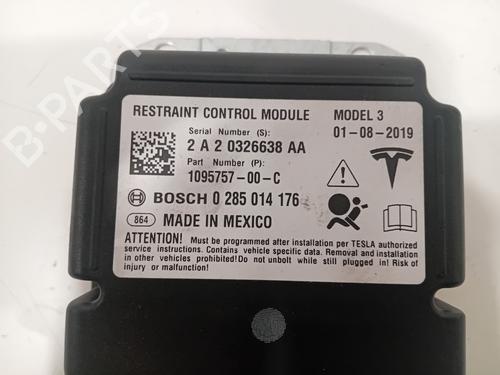 B-PARTS
RESTRAINT CONTROL MODULE MODEL 3
Serial Number (S): 01-08-2019
2 A 2 0326638 AA
Part Number (P):
1095757-00-C
BOSCH 0 285 014 176
864 MADE IN MEXICO
ATTENTION! Must be programmed after installation per TESLA authorized
service instructions. Contains vehicle specific data. Removal and installation
in other vehicles prohibited! Do not unbolt while still plugged in! Risk of
injury or malfunction!